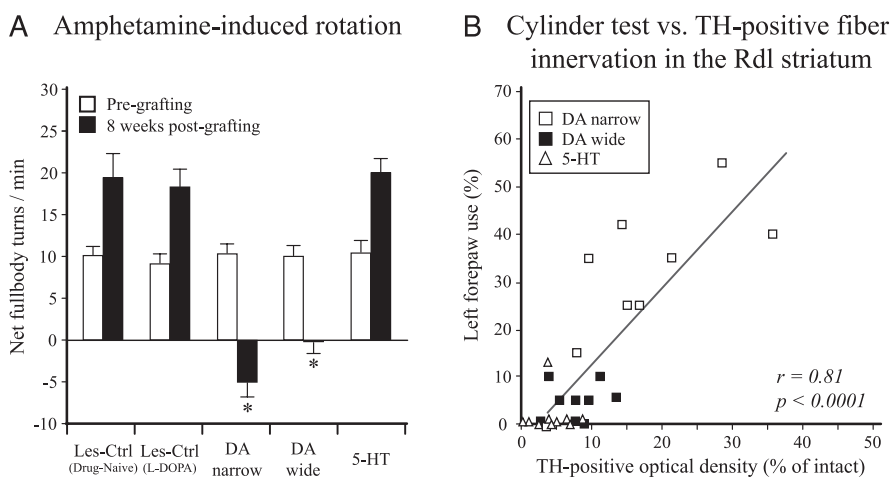 A Amphetamine-induced rotation
Net fullbody turns / min
30
25
20
15
10
5
0
-5
-10
Pre-grafting
8 weeks post-grafting
*
*
Les-Ctrl
(Drug-Naive)
Les-Ctrl
(L-DOPA)
DA
narrow
DA
wide
5-HT
B Cylinder test vs. TH-positive fiber
innervation in the Rdl striatum
Left forepaw use (%)
70
60
50
40
30
20
10
0
DA narrow
DA wide
5-HT
r = 0.81
p < 0.0001
0 10 20 30 40 50
TH-positive optical density (% of intact)